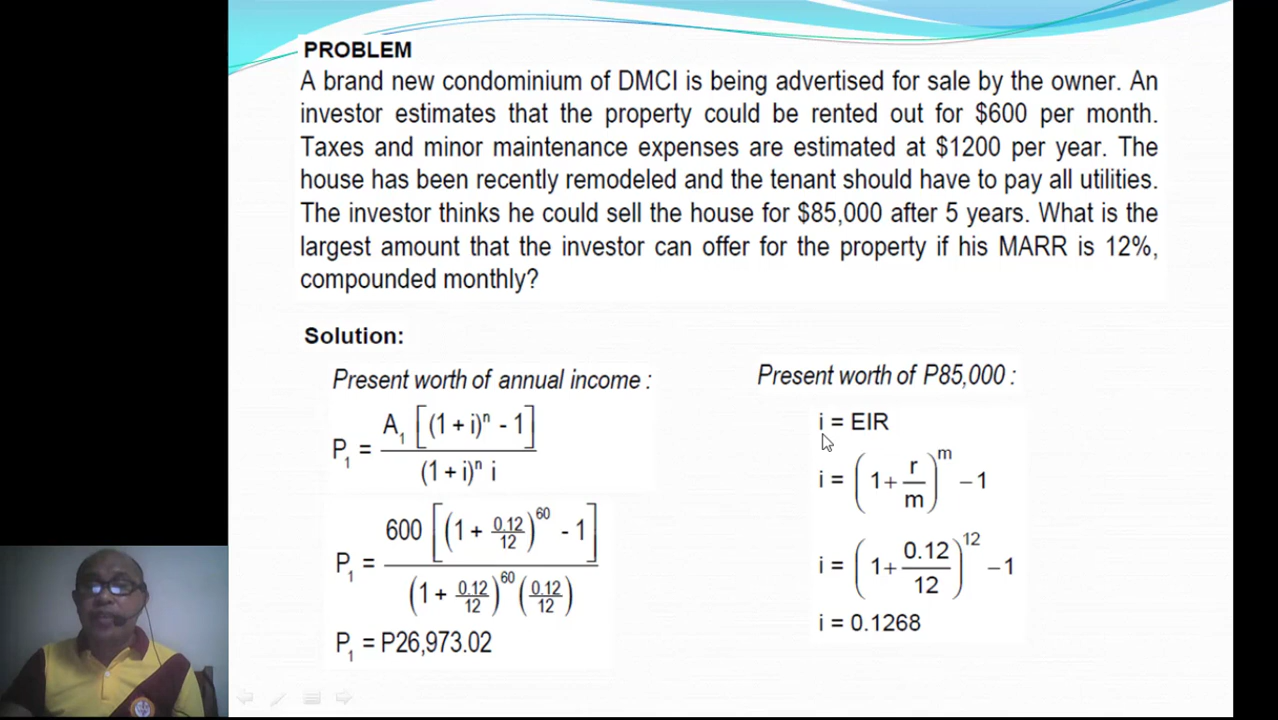 PROBLEM
A brand new condominium of DMCI is being advertised for sale by the owner. An
investor estimates that the property could be rented out for $600 per month.
Taxes and minor maintenance expenses are estimated at $1200 per year. The
house has been recently remodeled and the tenant should have to pay all utilities.
The investor thinks he could sell the house for $85,000 after 5 years. What is the
largest amount that the investor can offer for the property if his MARR is 12%,
compounded monthly?
Solution:
Present worth of annual income :
P₁ = A₁ [(1 + i)ⁿ - 1] / (1 + i)ⁿ i
P₁ = 600 [(1 + 0.12/12)^60 - 1] / (1 + 0.12/12)^60 (0.12/12)
P₁ = P26,973.02
Present worth of P85,000 :
i = EIR
i = (1 + r/m)^m - 1
i = (1 + 0.12/12)^12 - 1
i = 0.1268